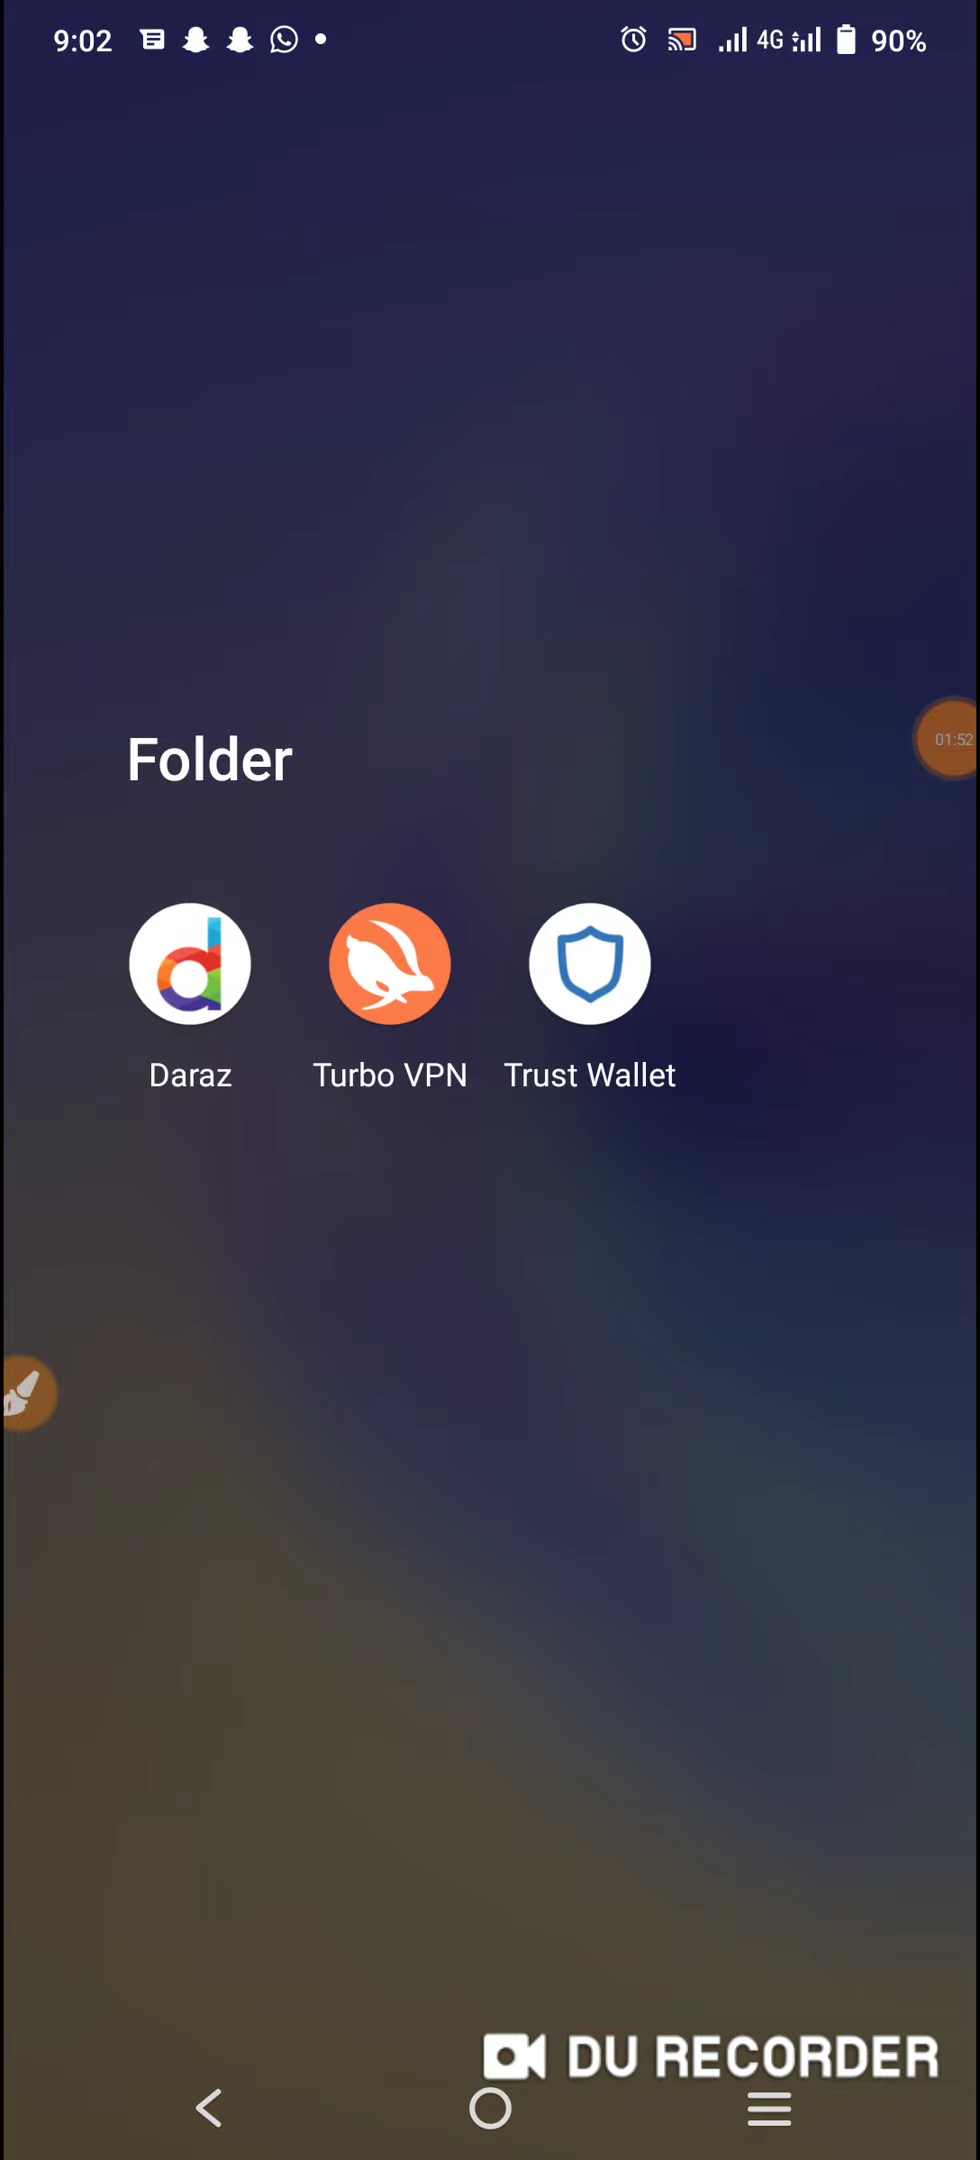 9:02 4G 90%
Folder
01:52
Daraz Turbo VPN Trust Wallet
DU RECORDER